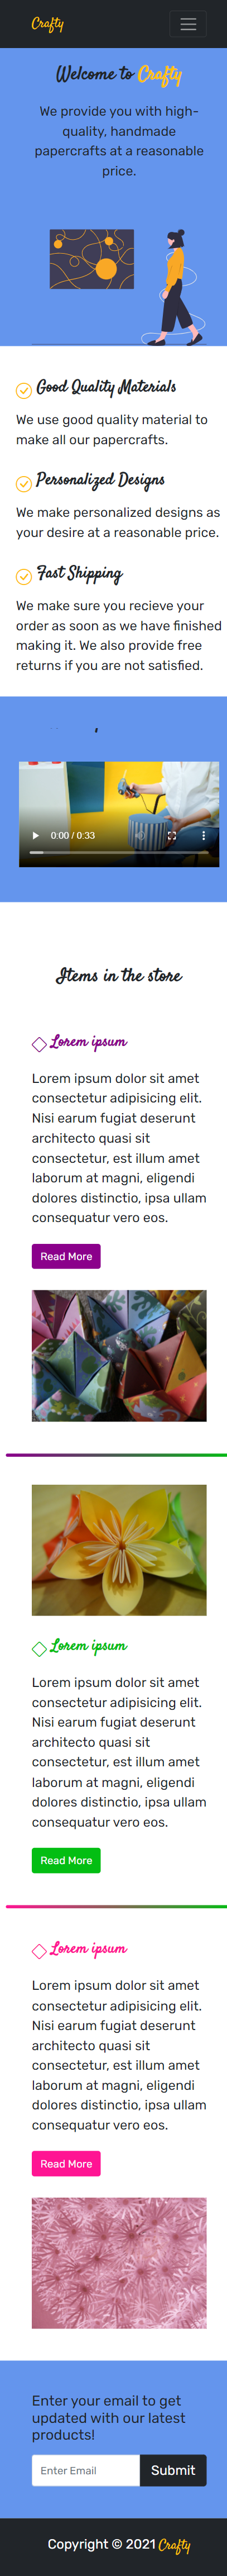 Crafty
Welcome to Crafty
We provide you with high-
quality, handmade
papercrafts at a reasonable
price.
Good Quality Materials
We use good quality material to
make all our papercrafts.
Personalized Designs
We make personalized designs as
your desire at a reasonable price.
Fast Shipping
We make sure you recieve your
order as soon as we have finished
making it. We also provide free
returns if you are not satisfied.
0:00 / 0:33
Items in the store
Lorem ipsum
Lorem ipsum dolor sit amet
consectetur adipisicing elit.
Nisi earum fugiat deserunt
architecto quasi sit
consectetur, est illum amet
laborum at magni, eligendi
dolores distinctio, ipsa ullam
consequatur vero eos.
Read More
Lorem ipsum
Lorem ipsum dolor sit amet
consectetur adipisicing elit.
Nisi earum fugiat deserunt
architecto quasi sit
consectetur, est illum amet
laborum at magni, eligendi
dolores distinctio, ipsa ullam
consequatur vero eos.
Read More
Lorem ipsum
Lorem ipsum dolor sit amet
consectetur adipisicing elit.
Nisi earum fugiat deserunt
architecto quasi sit
consectetur, est illum amet
laborum at magni, eligendi
dolores distinctio, ipsa ullam
consequatur vero eos.
Read More
Enter your email to get
updated with our latest
products!
Enter Email Submit
Copyright © 2021 Crafty